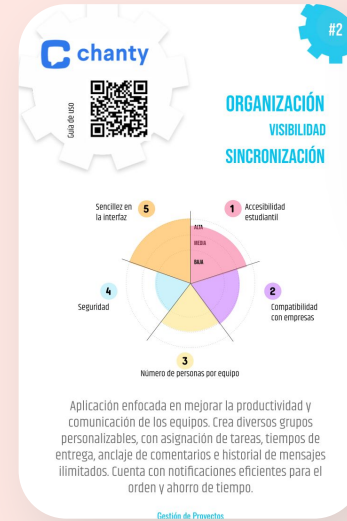 #2
chanty
Guía de uso
ORGANIZACIÓN
VISIBILIDAD
SINCRONIZACIÓN
Sencillez en
la interfaz
5
1
Accesibilidad
estudiantil
ALTA
MEDIA
BAJA
4
Seguridad
2
Compatibilidad
con empresas
3
Número de personas por equipo
Aplicación enfocada en mejorar la productividad y
comunicación de los equipos. Crea diversos grupos
personalizables, con asignación de tareas, tiempos de
entrega, anclaje de comentarios e historial de mensajes
ilimitados. Cuenta con notificaciones eficientes para el
orden y ahorro de tiempo.
Gestión de Proyectos